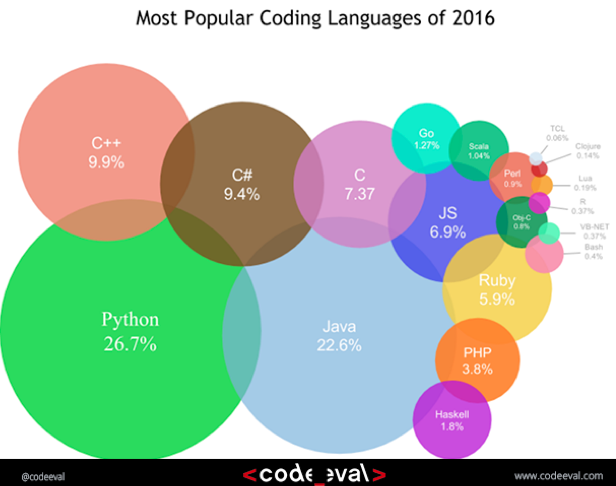 Most Popular Coding Languages of 2016
C++
9.9%
C#
9.4%
C
7.37
Go
1.27%
Scala
1.04%
TCL
0.06%
Clojure
0.14%
Perl
0.9%
Lua
0.19%
R
0.37%
JS
6.9%
Obj-C
0.8%
VB-NET
0.37%
Bash
0.4%
Ruby
5.9%
Python
26.7%
Java
22.6%
PHP
3.8%
Haskell
1.8%
@codeeval
<code_eval>
www.codeeval.com